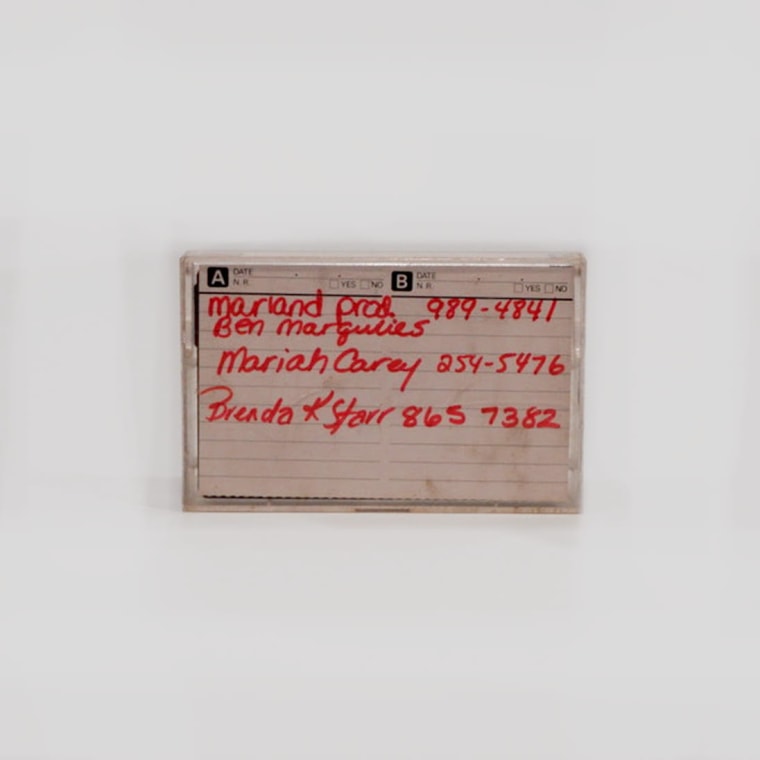 A DATE N.R. YES NO B DATE N.R. YES NO
Marland Prod. 989-4841
Ben Margulies
Mariah Carey 254-5476
Brenda K Starr 865 7382